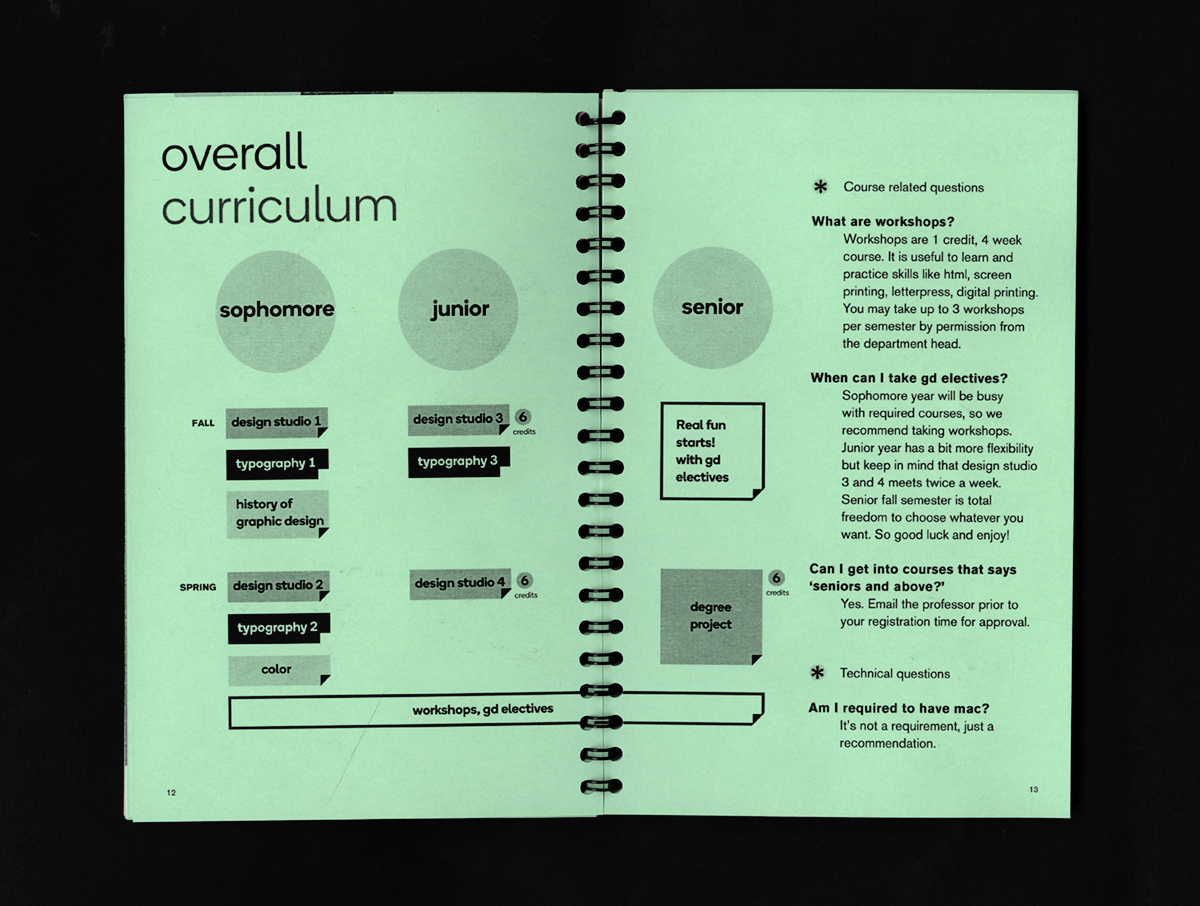 overall
curriculum
sophomore
junior
senior
FALL
design studio 1
typography 1
history of
graphic design
design studio 3
6
credits
typography 3
Real fun
starts!
with gd
electives
SPRING
design studio 2
typography 2
color
design studio 4
6
credits
degree
project
6
credits
workshops, gd electives
12
* Course related questions
What are workshops?
Workshops are 1 credit, 4 week
course. It is useful to learn and
practice skills like html, screen
printing, letterpress, digital printing.
You may take up to 3 workshops
per semester by permission from
the department head.
When can I take gd electives?
Sophomore year will be busy
with required courses, so we
recommend taking workshops.
Junior year has a bit more flexibility
but keep in mind that design studio
3 and 4 meets twice a week.
Senior fall semester is total
freedom to choose whatever you
want. So good luck and enjoy!
Can I get into courses that says
‘seniors and above?’
Yes. Email the professor prior to
your registration time for approval.
* Technical questions
Am I required to have mac?
It's not a requirement, just a
recommendation.
13